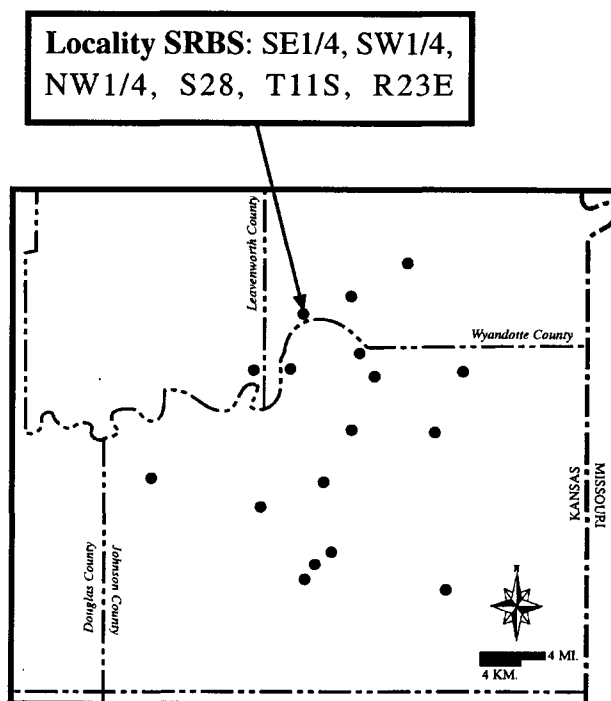 Locality SRBS: SE1/4, SW1/4,
NW1/4, S28, T11S, R23E
Leavenworth County
Wyandotte County
KANSAS
MISSOURI
Douglas County
Johnson County
N
4 MI.
4 KM.